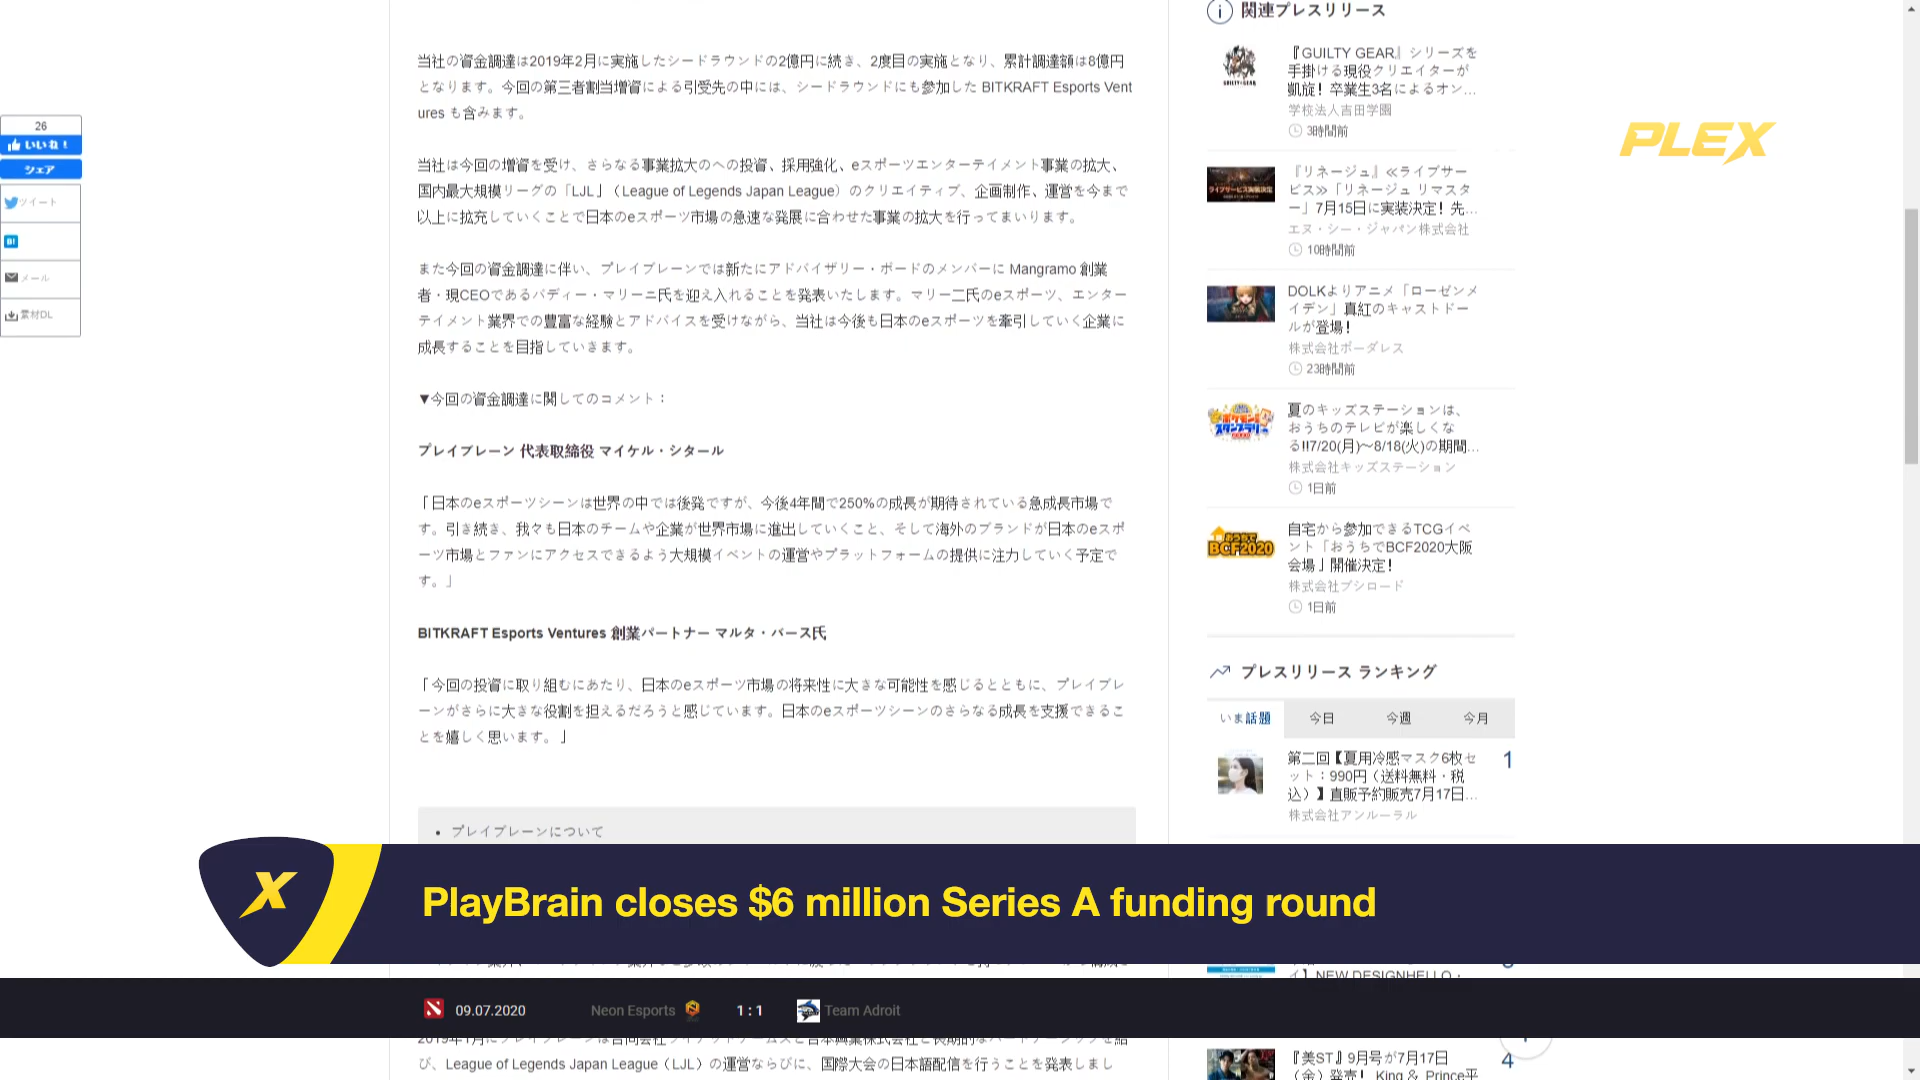 当社の資金調達は2019年2月に実施したシードラウンドの2億円に続き、2度目の実施となり、累計調達額は8億円
となります。今回の第三者割当増資による引受先の中には、シードラウンドにも参加した BITKRAFT Esports Vent
ures も含みます。
当社は今回の増資を受け、さらなる事業拡大のへの投資、採用強化、eスポーツエンターテイメント事業の拡大、
国内最大規模リーグの「LJL」（League of Legends Japan League）のクリエイティブ、企画制作、運営を今まで
以上に拡充していくことで日本のeスポーツ市場の急速な発展に合わせた事業の拡大を行ってまいります。
また今回の資金調達に伴い、プレイブレーンでは新たにアドバイザリー・ボードのメンバーに Mangramo 創業
者・現CEOであるバディー・マリーニ氏を迎え入れることを発表いたします。マリー二氏のeスポーツ、エンター
テイメント業界での豊富な経験とアドバイスを受けながら、当社は今後も日本のeスポーツを牽引していく企業に
成長することを目指していきます。
▼今回の資金調達に関してのコメント：
プレイブレーン 代表取締役 マイケル・シタール
「日本のeスポーツシーンは世界の中では後発ですが、今後4年間で250%の成長が期待されている急成長市場で
す。引き続き、我々も日本のチームや企業が世界市場に進出していくこと、そして海外のブランドが日本のeスポ
ーツ市場とファンにアクセスできるよう大規模イベントの運営やプラットフォームの提供に注力していく予定で
す。」
BITKRAFT Esports Ventures 創業パートナー マルタ・バース氏
「今回の投資に取り組むにあたり、日本のeスポーツ市場の将来性に大きな可能性を感じるとともに、プレイブレ
ーンがさらに大きな役割を担えるだろうと感じています。日本のeスポーツシーンのさらなる成長を支援できるこ
とを嬉しく思います。」
• プレイブレーンについて
び、League of Legends Japan League（LJL）の運営ならびに、国際大会の日本語配信を行うことを発表しまし
26
いいね！
シェア
ツイート
B!
メール
素材DL
関連プレスリリース
GUILTY GEAR
『GUILTY GEAR』シリーズを
手掛ける現役クリエイターが
凱旋！卒業生3名によるオン...
学校法人吉田学園
3時間前
ライブサービス実装決定
『リネージュ』≪ライブサー
ビス≫「リネージュ リマスタ
ー」7月15日に実装決定！先...
エヌ・シー・ジャパン株式会社
10時間前
DOLKよりアニメ「ローゼンメ
イデン」真紅のキャストドー
ルが登場！
株式会社ボーダレス
23時間前
ポケモン
スタンプラリー
夏のキッズステーションは、
おうちのテレビが楽しくな
る!!7/20(月)～8/18(火)の期間...
株式会社キッズステーション
1日前
おうちで
BCF2020
自宅から参加できるTCGイベ
ント「おうちでBCF2020大阪
会場」開催決定！
株式会社ブシロード
1日前
プレスリリース ランキング
いま話題 今日 今週 今月
第二回【夏用冷感マスク6枚セ
ット：990円（送料無料・税
込）】直販予約販売7月17日...
株式会社アンルーラル
1
イ】NEW DESIGNHELLO・
『美ST』9月号が7月17日
（金）発売！ King & Prince平
4
PLEX
X
PlayBrain closes $6 million Series A funding round
09.07.2020 Neon Esports 1 : 1 Team Adroit